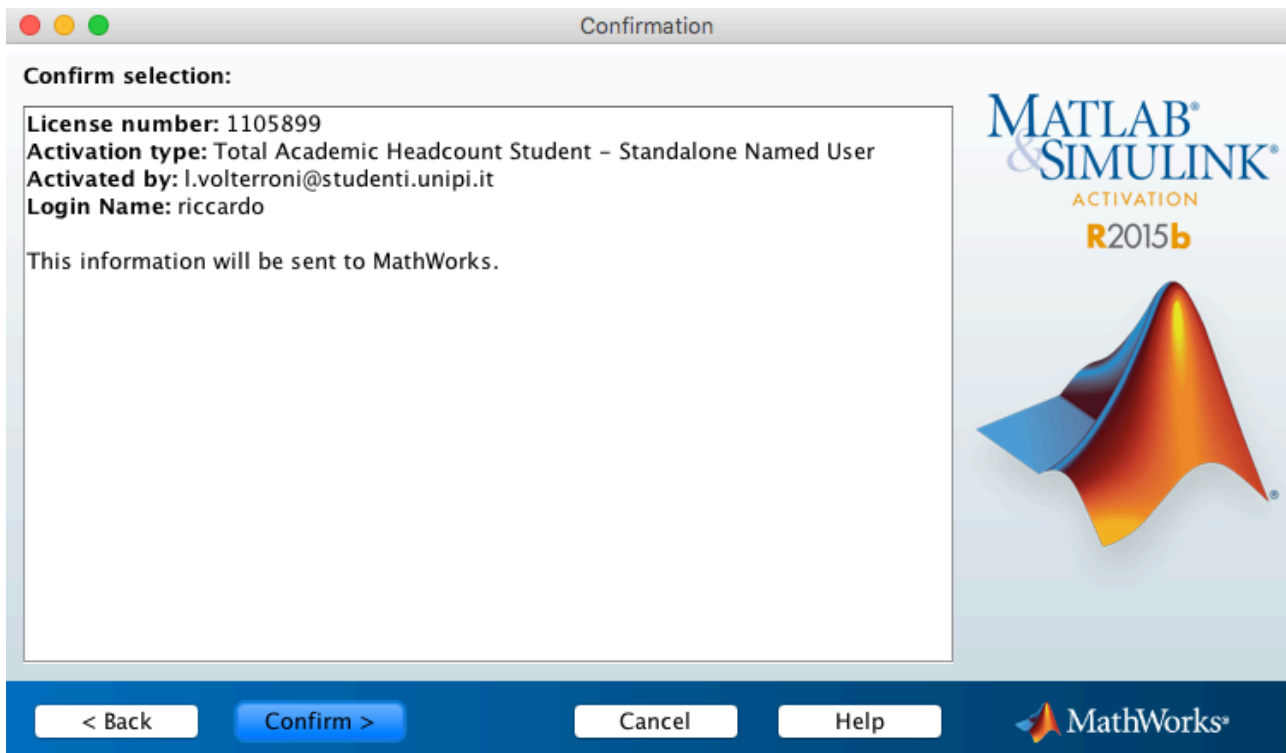 Confirmation
Confirm selection:
License number: 1105899
Activation type: Total Academic Headcount Student – Standalone Named User
Activated by: l.volterroni@studenti.unipi.it
Login Name: riccardo
This information will be sent to MathWorks.
MATLAB®
&SIMULINK®
ACTIVATION
R2015b
®
< Back
Confirm >
Cancel
Help
MathWorks®